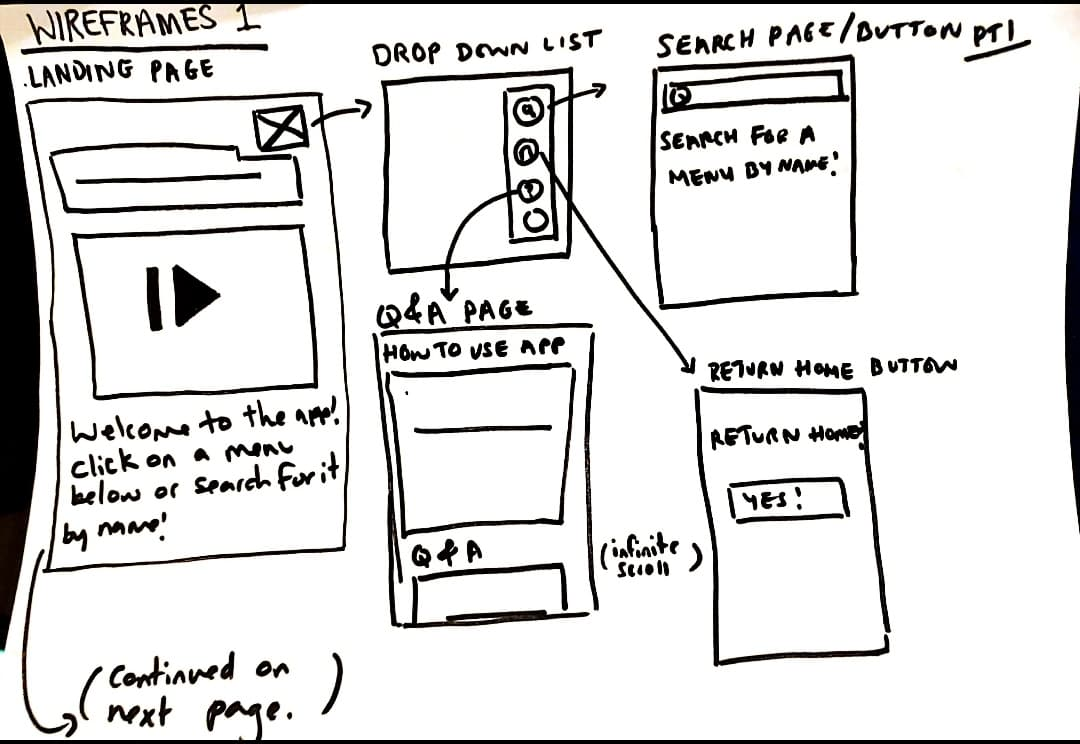 WIREFRAMES 1
.LANDING PAGE
Welcome to the app!
click on a menu
below or search for it
by name!
(continued on
next page.)
DROP DOWN LIST
Q&A PAGE
HOW TO USE APP
Q & A
(infinite
scroll)
SEARCH PAGE/BUTTON PT1
SEARCH FOR A
MENU BY NAME!
RETURN HOME BUTTON
RETURN HOME?
YES!